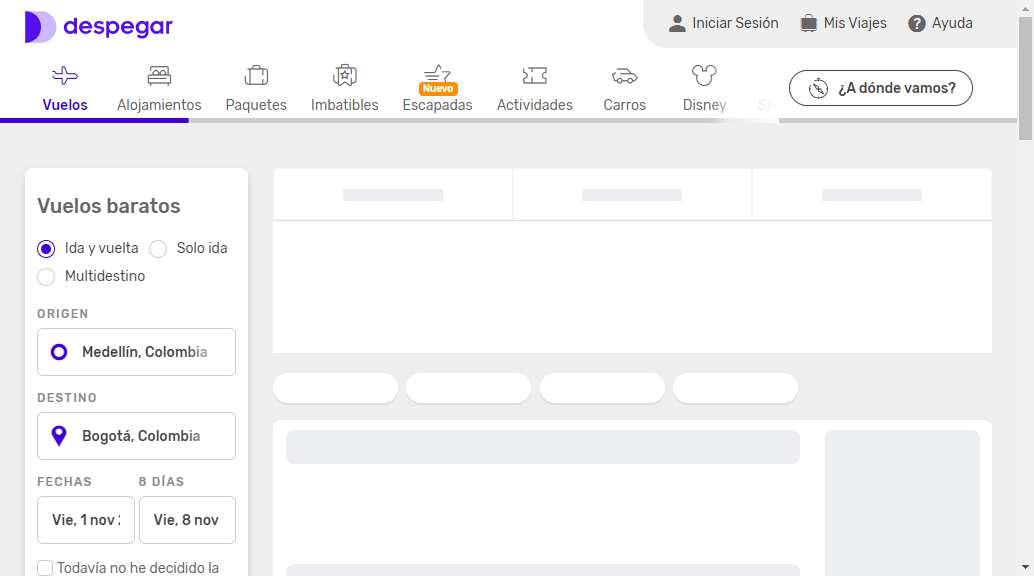 despegar
Iniciar Sesión
Mis Viajes
? Ayuda
Vuelos
Alojamientos
Paquetes
Imbatibles
Nuevo
Escapadas
Actividades
Carros
Disney
¿A dónde vamos?
Vuelos baratos
Ida y vuelta
Solo ida
Multidestino
ORIGEN
Medellín, Colombia
DESTINO
Bogotá, Colombia
FECHAS
8 DÍAS
Vie, 1 nov
Vie, 8 nov
Todavía no he decidido la